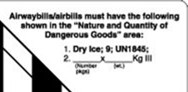 Airwaybills/airbills must have the following
shown in the "Nature and Quantity of
Dangerous Goods" area:
1. Dry Ice; 9; UN1845;
2. ______x______Kg III
(Number (wt.)
pkgs)